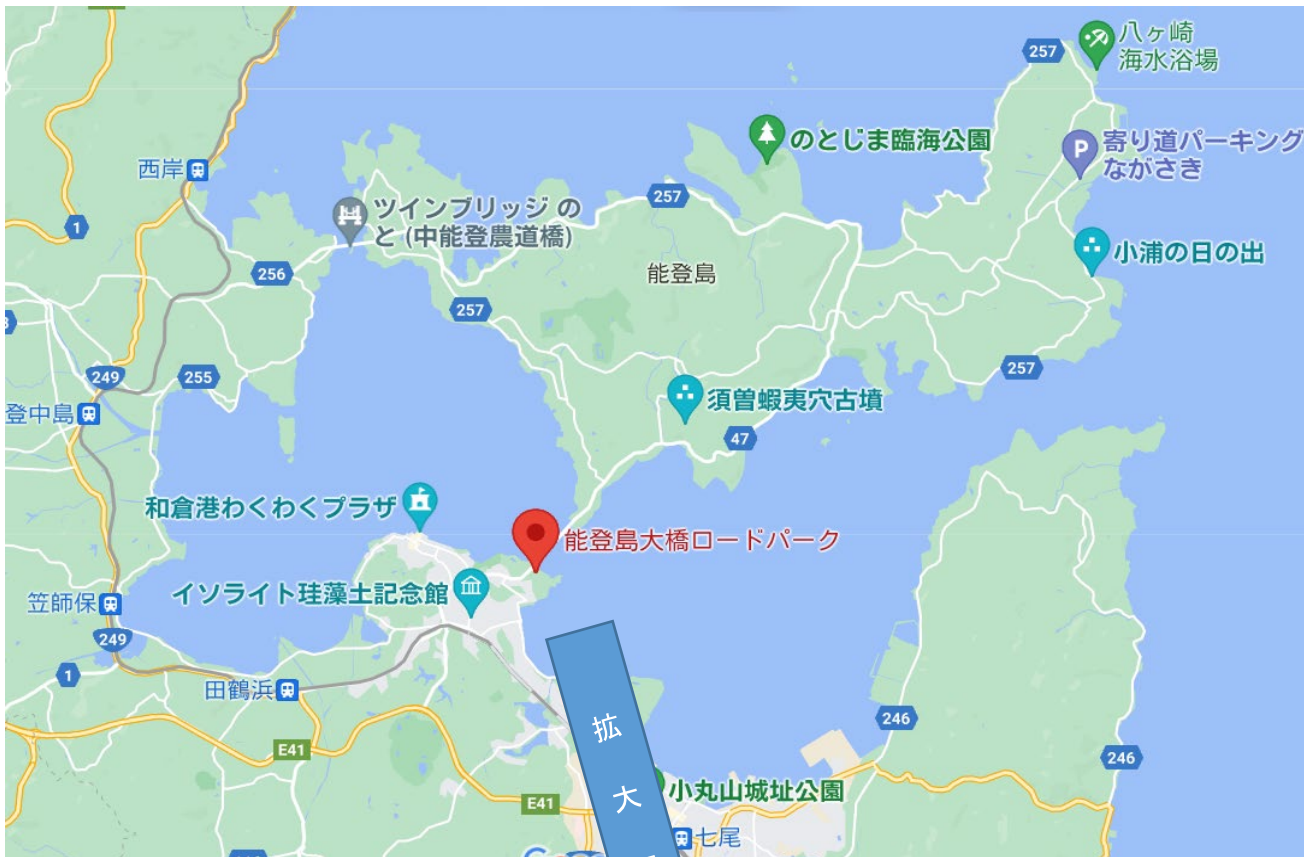 八ヶ崎
海水浴場
257
のとじま臨海公園
寄り道パーキング
ながさき
西岸
257
ツインブリッジ の
と (中能登農道橋)
1
小浦の日の出
256
能登島
257
249
255
257
登中島
須曽蝦夷穴古墳
47
和倉港わくわくプラザ
能登島大橋ロードパーク
イソライト珪藻土記念館
笠師保
249
1
田鶴浜
246
拡
大
E41
246
小丸山城址公園
E41
七尾